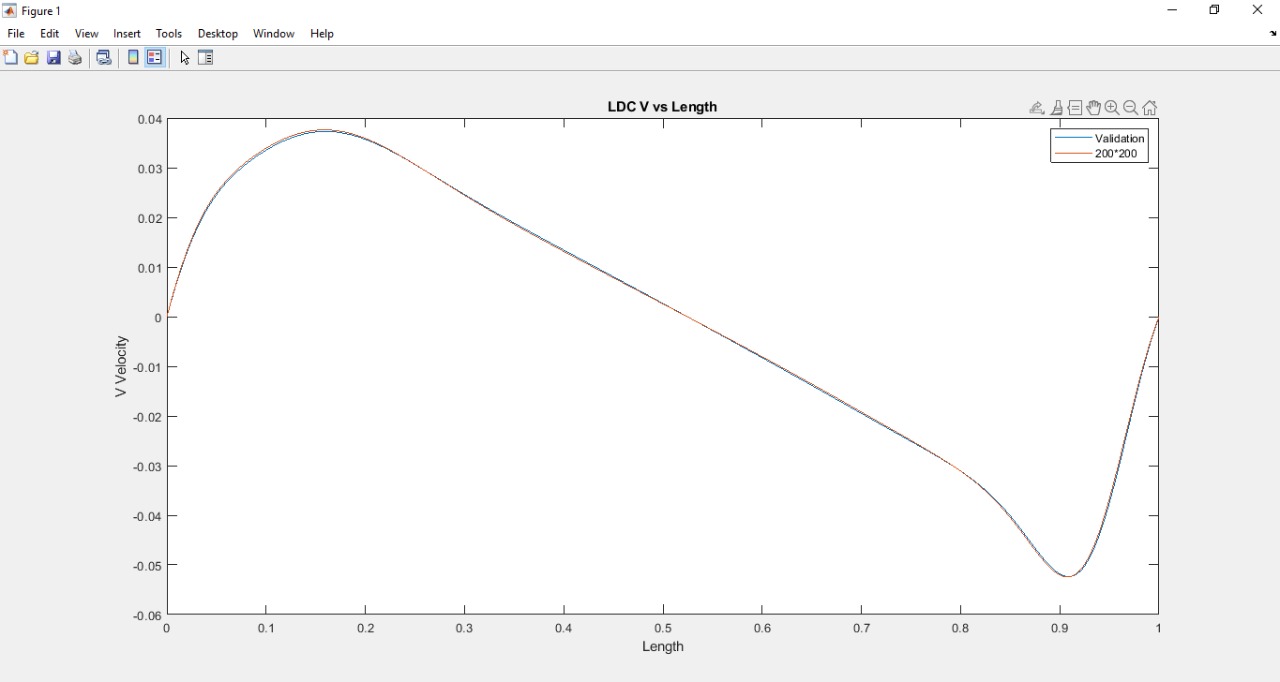 Figure 1
File Edit View Insert Tools Desktop Window Help
LDC V vs Length
Validation
200*200
0.04
0.03
0.02
0.01
0
-0.01
-0.02
-0.03
-0.04
-0.05
-0.06
V Velocity
0 0.1 0.2 0.3 0.4 0.5 0.6 0.7 0.8 0.9 1
Length